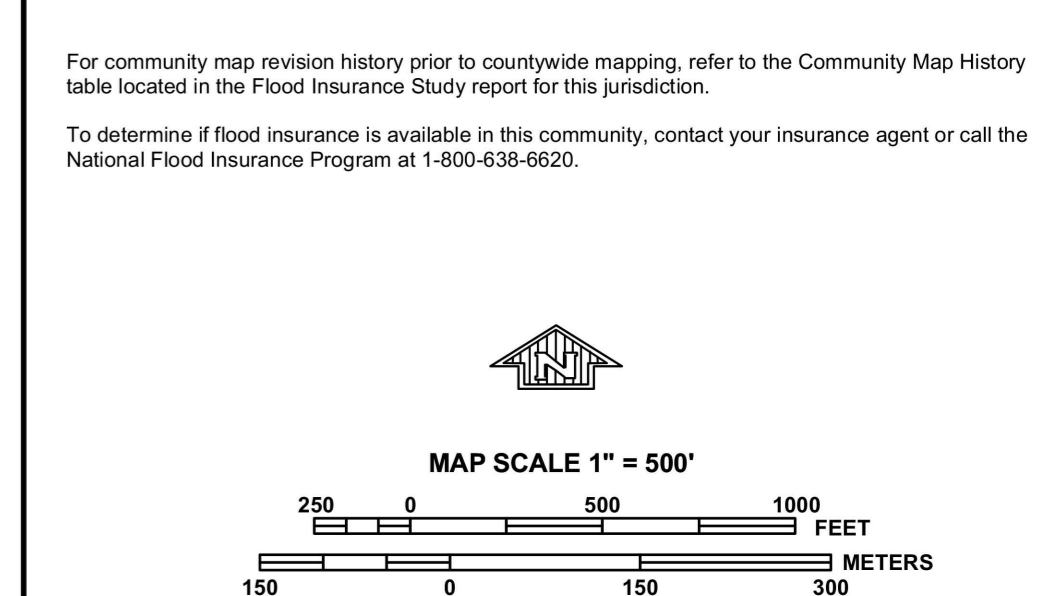 For community map revision history prior to countywide mapping, refer to the Community Map History
table located in the Flood Insurance Study report for this jurisdiction.
To determine if flood insurance is available in this community, contact your insurance agent or call the
National Flood Insurance Program at 1-800-638-6620.
N
MAP SCALE 1" = 500'
250 0 500 1000
FEET
METERS
150 0 150 300